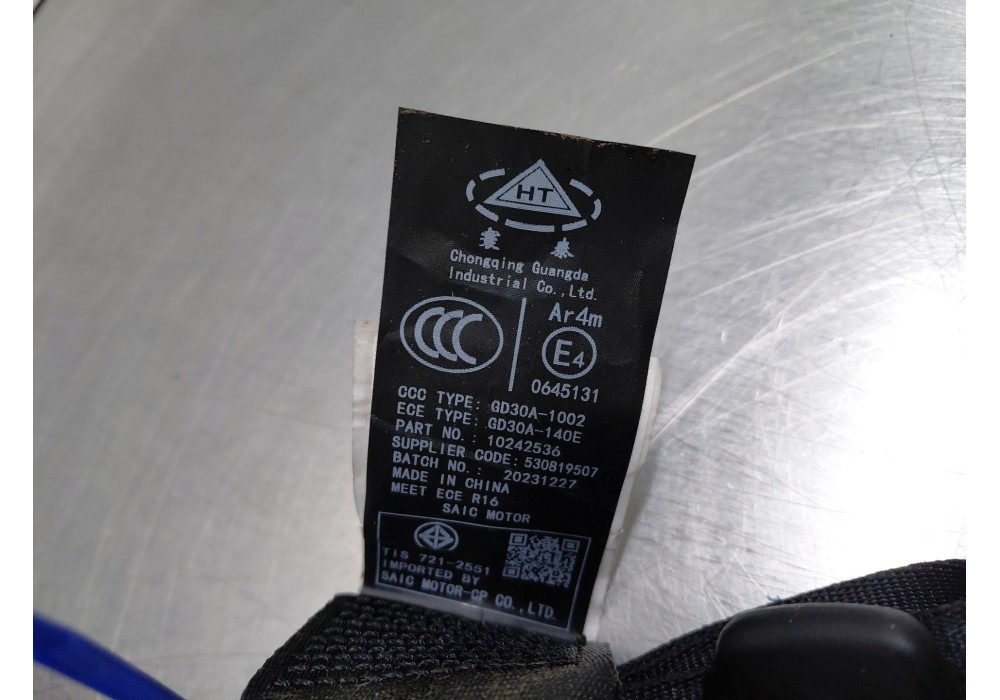 HT
寰 泰
Chongqing Guangda
Industrial Co.,Ltd.
CCC
Ar4m
E4
0645131
CCC TYPE: GD30A-1002
ECE TYPE: GD30A-140E
PART NO.: 10242536
SUPPLIER CODE: 530819507
BATCH NO.: 20231227
MADE IN CHINA
MEET ECE R16
SAIC MOTOR
TIS 721-2551
IMPORTED BY
SAIC MOTOR-CP CO.,LTD.